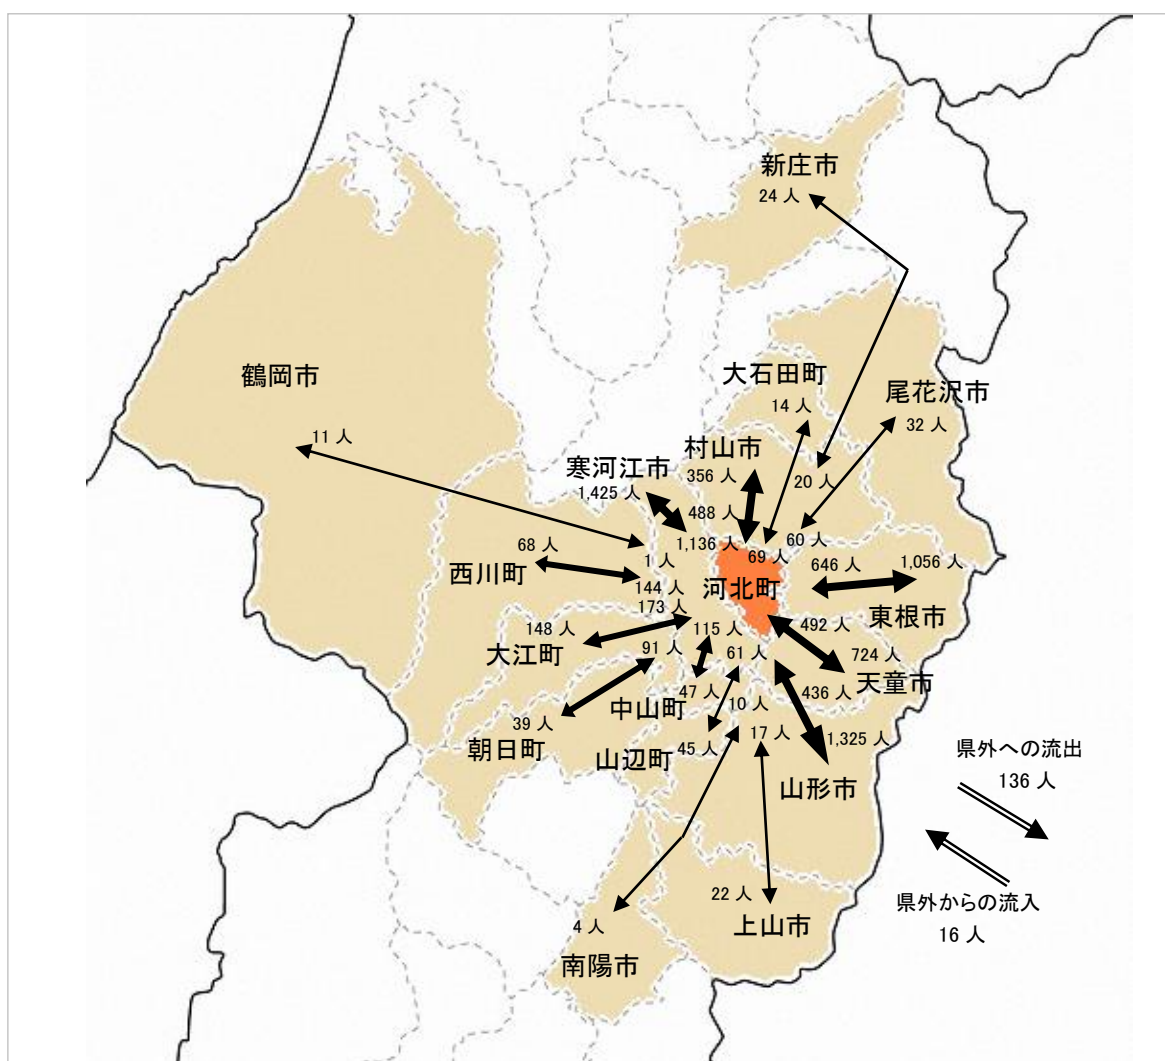 新庄市
24 人
大石田町
14 人
尾花沢市
32 人
鶴岡市
11 人
村山市
356 人
寒河江市
1,425 人
20 人
488 人
1,136 人
69 人
60 人
646 人
1,056 人
68 人
西川町
1 人
144 人
173 人
河北町
東根市
148 人
大江町
115 人
492 人
91 人
61 人
724 人
天童市
47 人
中山町
10 人
436 人
39 人
朝日町
45 人
山辺町
17 人
1,325 人
山形市
県外への流出
136 人
22 人
上山市
県外からの流入
16 人
4 人
南陽市